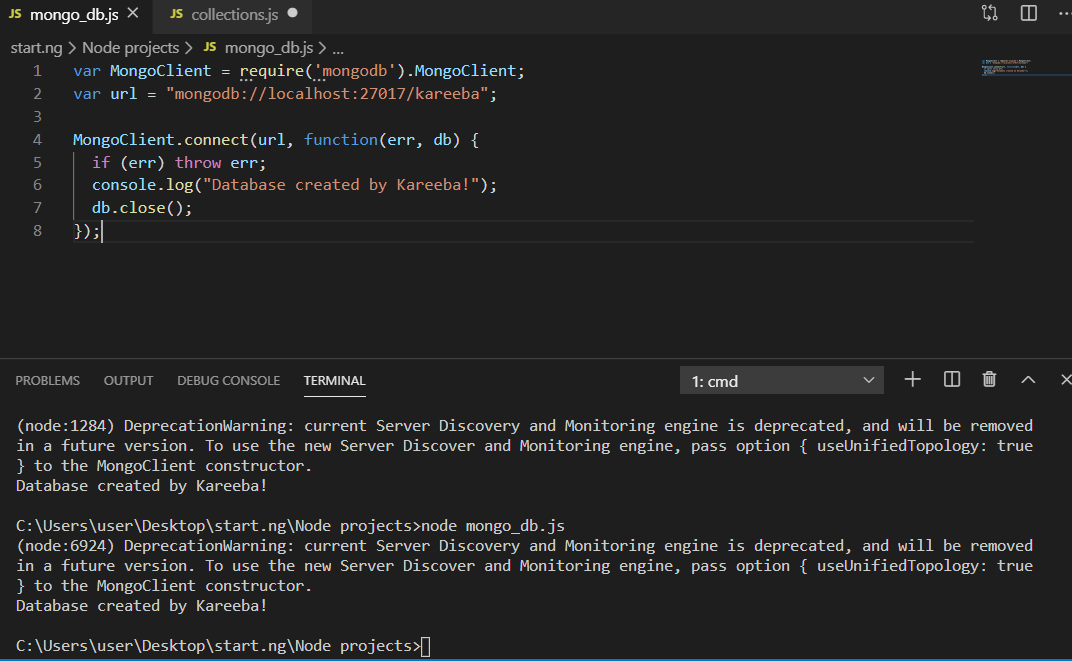 JS mongo_db.js JS collections.js
start.ng > Node projects > JS mongo_db.js > ...
1 var MongoClient = require('mongodb').MongoClient;
2 var url = "mongodb://localhost:27017/kareeba";
3
4 MongoClient.connect(url, function(err, db) {
5 if (err) throw err;
6 console.log("Database created by Kareeba!");
7 db.close();
8 });
PROBLEMS OUTPUT DEBUG CONSOLE TERMINAL 1: cmd
(node:1284) DeprecationWarning: current Server Discovery and Monitoring engine is deprecated, and will be removed
in a future version. To use the new Server Discover and Monitoring engine, pass option { useUnifiedTopology: true
} to the MongoClient constructor.
Database created by Kareeba!
C:\Users\user\Desktop\start.ng\Node projects>node mongo_db.js
(node:6924) DeprecationWarning: current Server Discovery and Monitoring engine is deprecated, and will be removed
in a future version. To use the new Server Discover and Monitoring engine, pass option { useUnifiedTopology: true
} to the MongoClient constructor.
Database created by Kareeba!
C:\Users\user\Desktop\start.ng\Node projects>